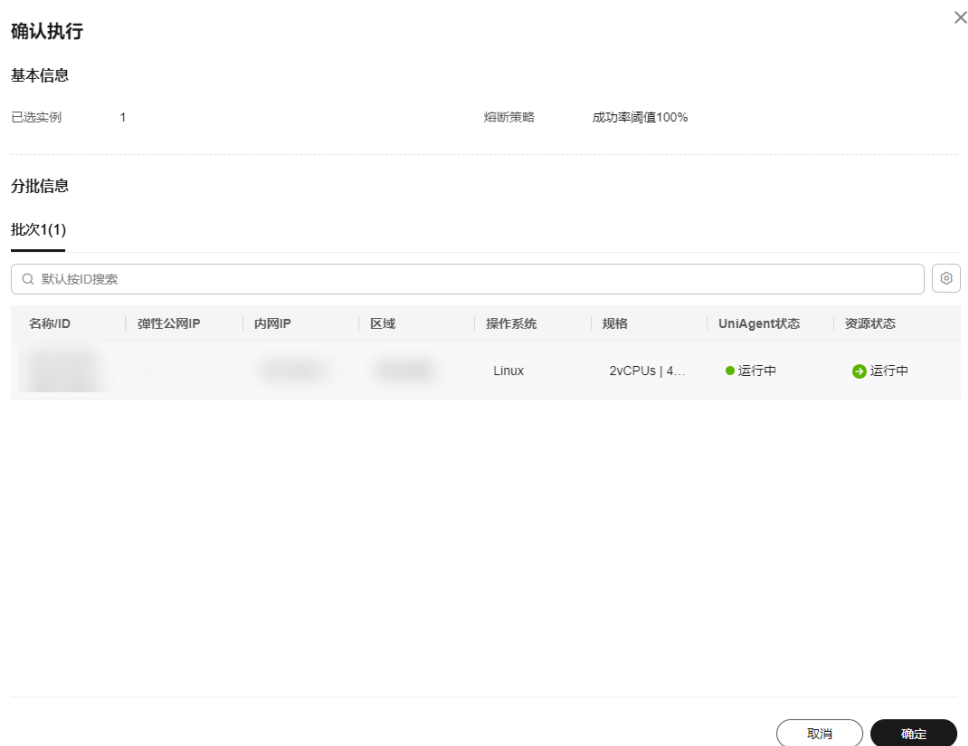 确认执行
基本信息
已选实例 1 熔断策略 成功率阈值100%
分批信息
批次1(1)
默认按ID搜索
名称/ID 弹性公网IP 内网IP 区域 操作系统 规格 UniAgent状态 资源状态
Linux 2vCPUs | 4... 运行中 运行中
取消 确定